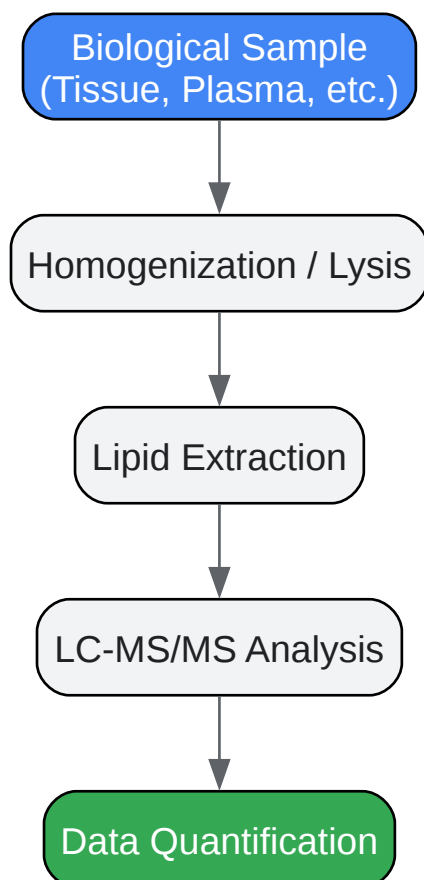 Biological Sample
(Tissue, Plasma, etc.)
Homogenization / Lysis
Lipid Extraction
LC-MS/MS Analysis
Data Quantification